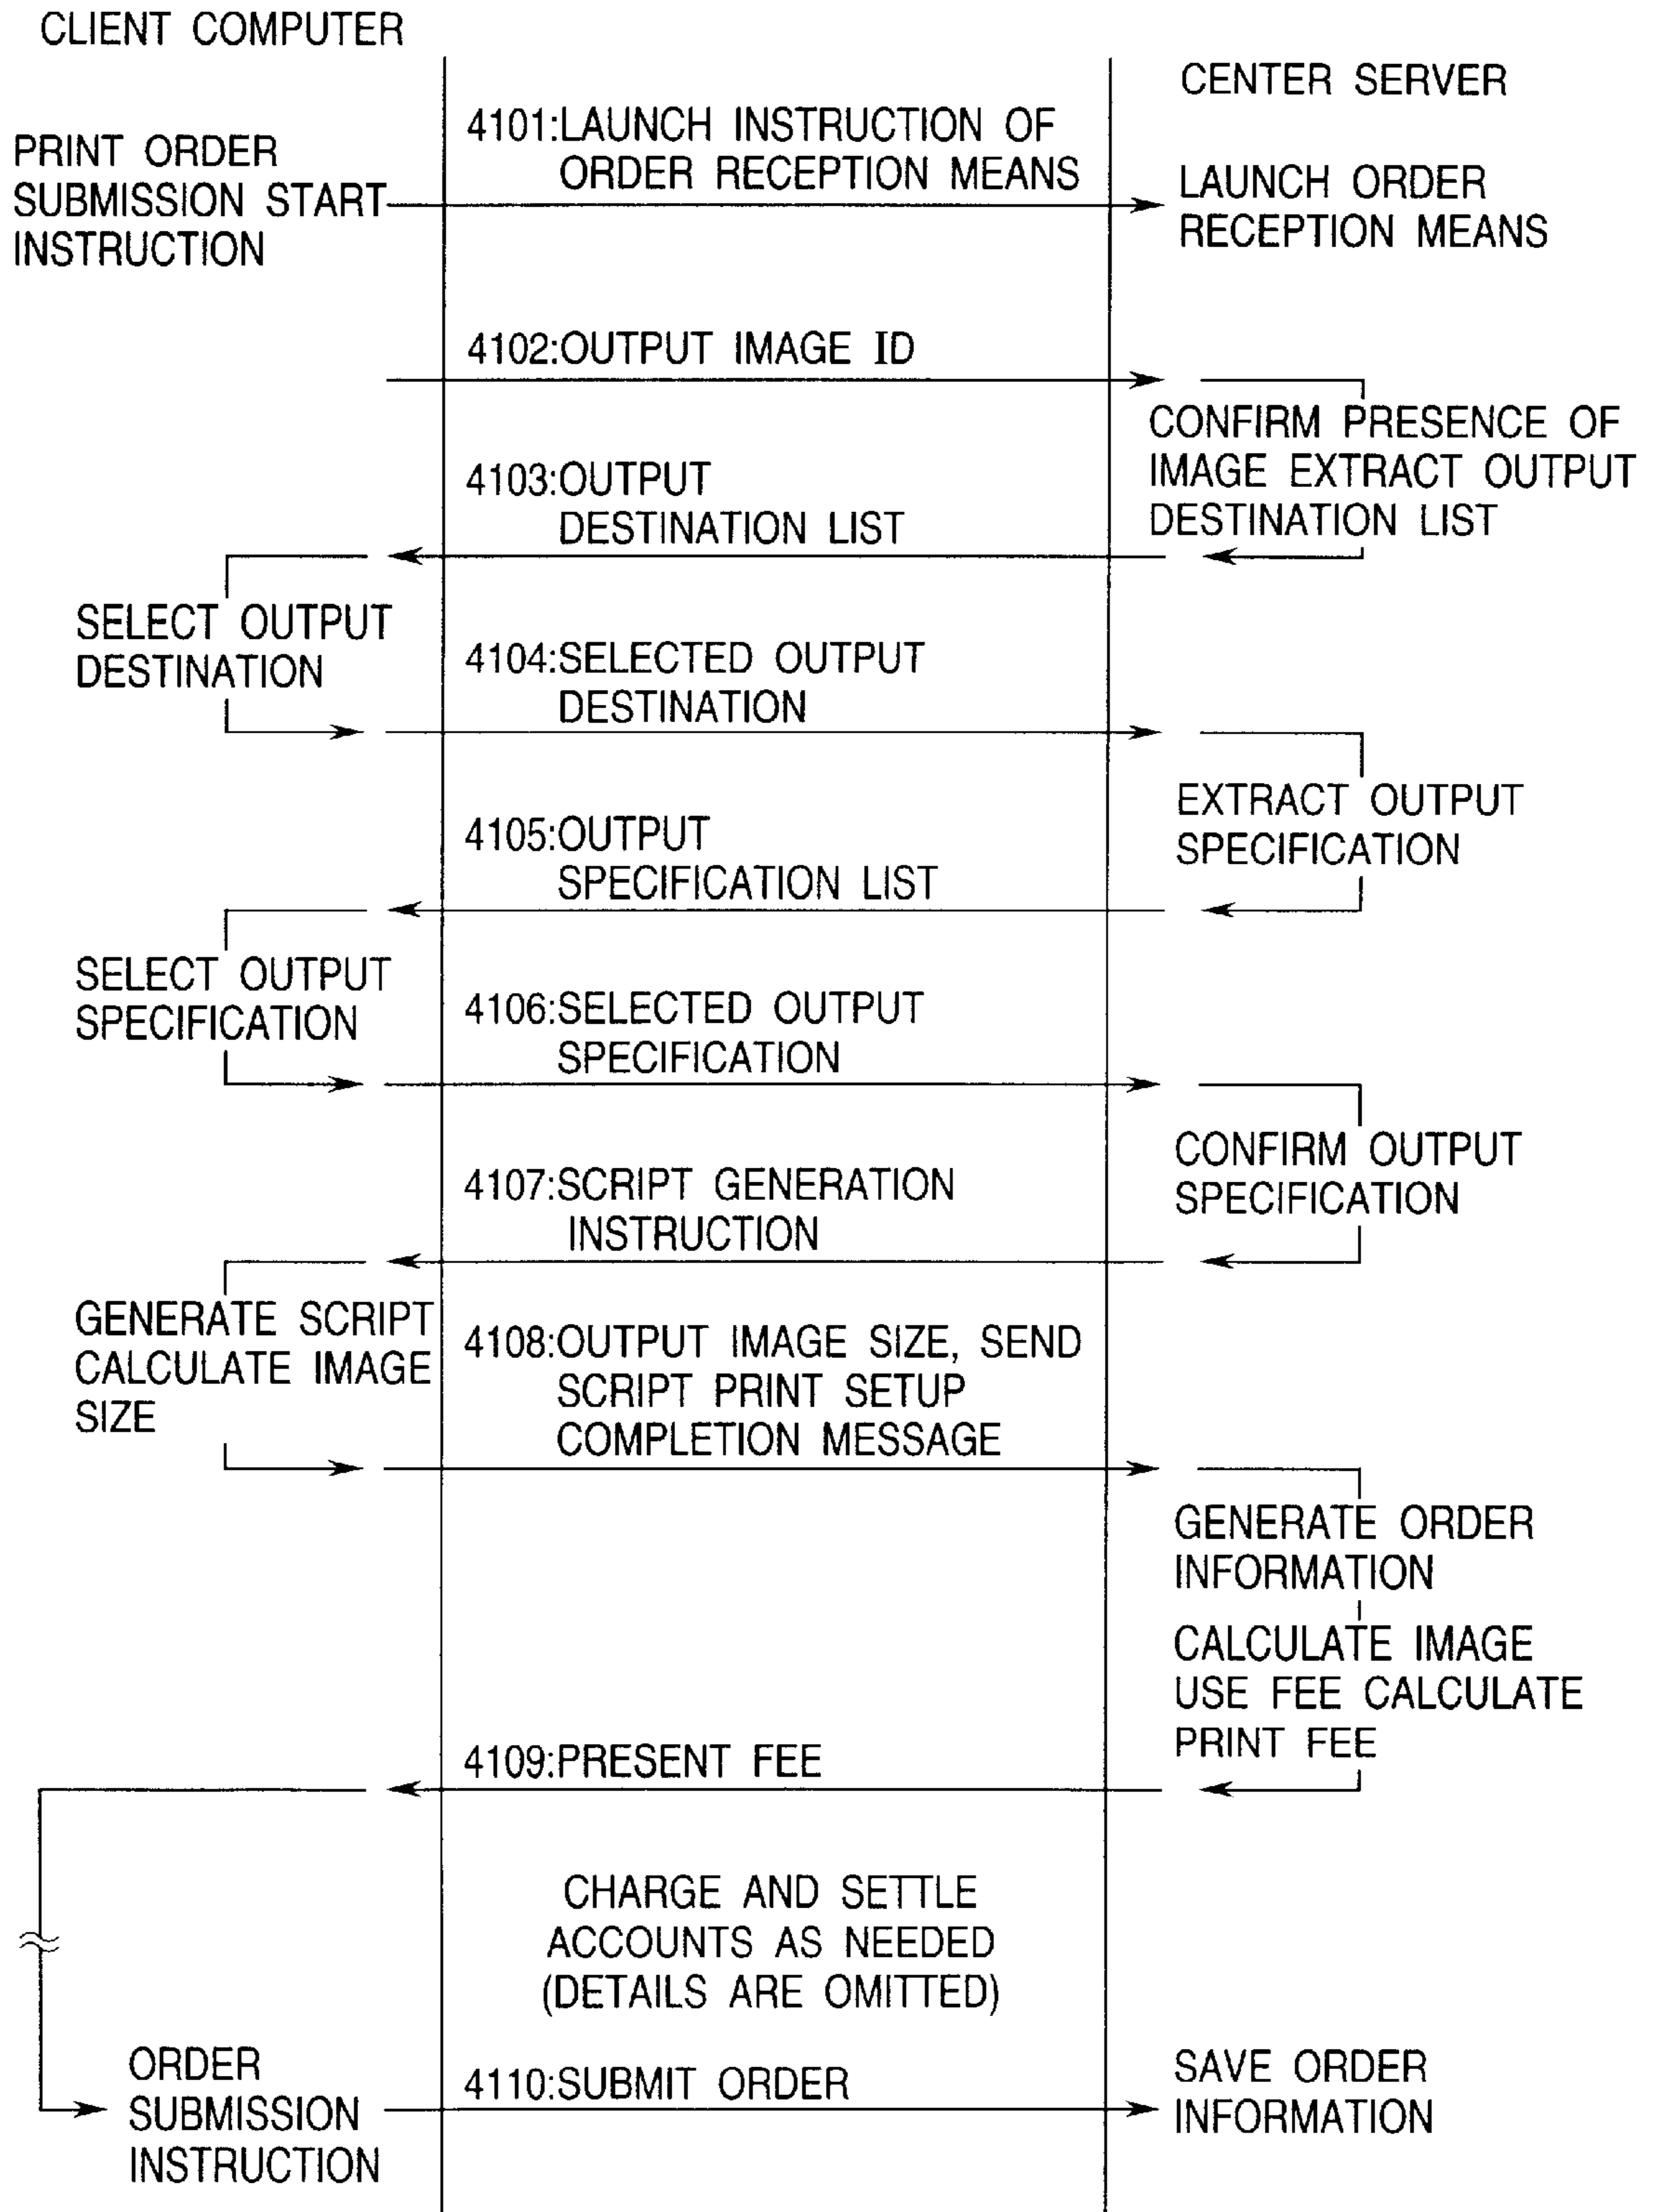 CLIENT COMPUTER
CENTER SERVER
PRINT ORDER
SUBMISSION START
INSTRUCTION
4101:LAUNCH INSTRUCTION OF
ORDER RECEPTION MEANS
LAUNCH ORDER
RECEPTION MEANS
4102:OUTPUT IMAGE ID
CONFIRM PRESENCE OF
IMAGE EXTRACT OUTPUT
DESTINATION LIST
4103:OUTPUT
DESTINATION LIST
SELECT OUTPUT
DESTINATION
4104:SELECTED OUTPUT
DESTINATION
EXTRACT OUTPUT
SPECIFICATION
4105:OUTPUT
SPECIFICATION LIST
SELECT OUTPUT
SPECIFICATION
4106:SELECTED OUTPUT
SPECIFICATION
CONFIRM OUTPUT
SPECIFICATION
4107:SCRIPT GENERATION
INSTRUCTION
GENERATE SCRIPT
CALCULATE IMAGE
SIZE
4108:OUTPUT IMAGE SIZE, SEND
SCRIPT PRINT SETUP
COMPLETION MESSAGE
GENERATE ORDER
INFORMATION
CALCULATE IMAGE
USE FEE CALCULATE
PRINT FEE
4109:PRESENT FEE
CHARGE AND SETTLE
ACCOUNTS AS NEEDED
(DETAILS ARE OMITTED)
ORDER
SUBMISSION
INSTRUCTION
4110:SUBMIT ORDER
SAVE ORDER
INFORMATION